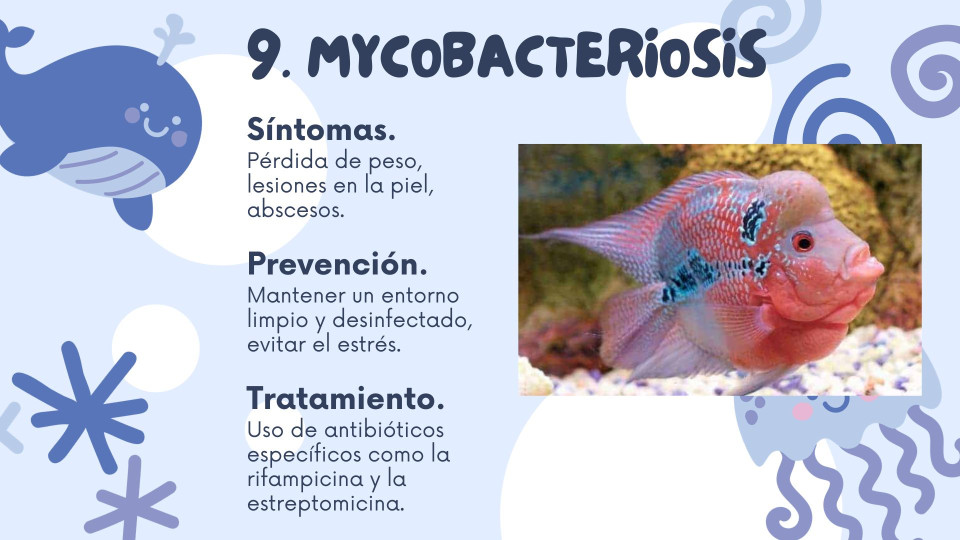 9. MYCOBACTERiOSiS
Síntomas.
Pérdida de peso,
lesiones en la piel,
abscesos.
Prevención.
Mantener un entorno
limpio y desinfectado,
evitar el estrés.
Tratamiento.
Uso de antibióticos
específicos como la
rifampicina y la
estreptomicina.